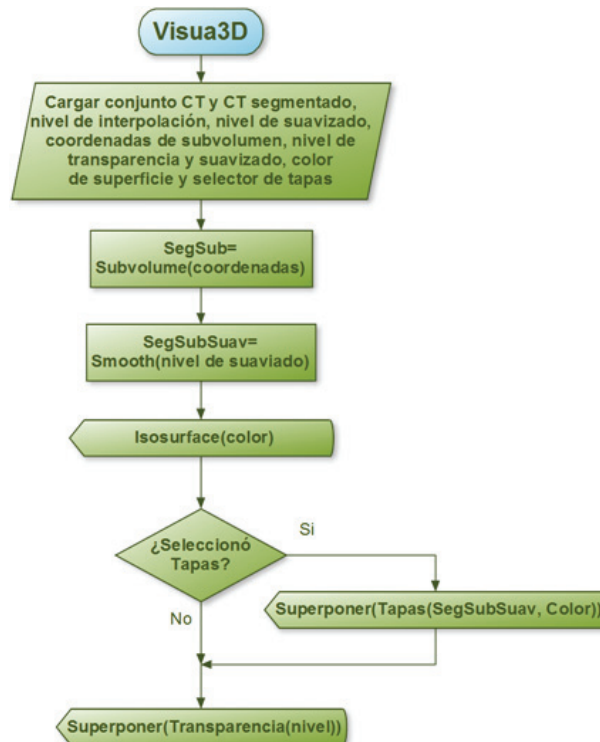 Visua3D
Cargar conjunto CT y CT segmentado,
nivel de interpolación, nivel de suavizado,
coordenadas de subvolumen, nivel de
transparencia y suavizado, color
de superficie y selector de tapas
SegSub=
Subvolume(coordenadas)
SegSubSuav=
Smooth(nivel de suaviado)
Isosurface(color)
¿Seleccionó
Tapas?
Si
Superponer(Tapas(SegSubSuav, Color))
No
Superponer(Transparencia(nivel))